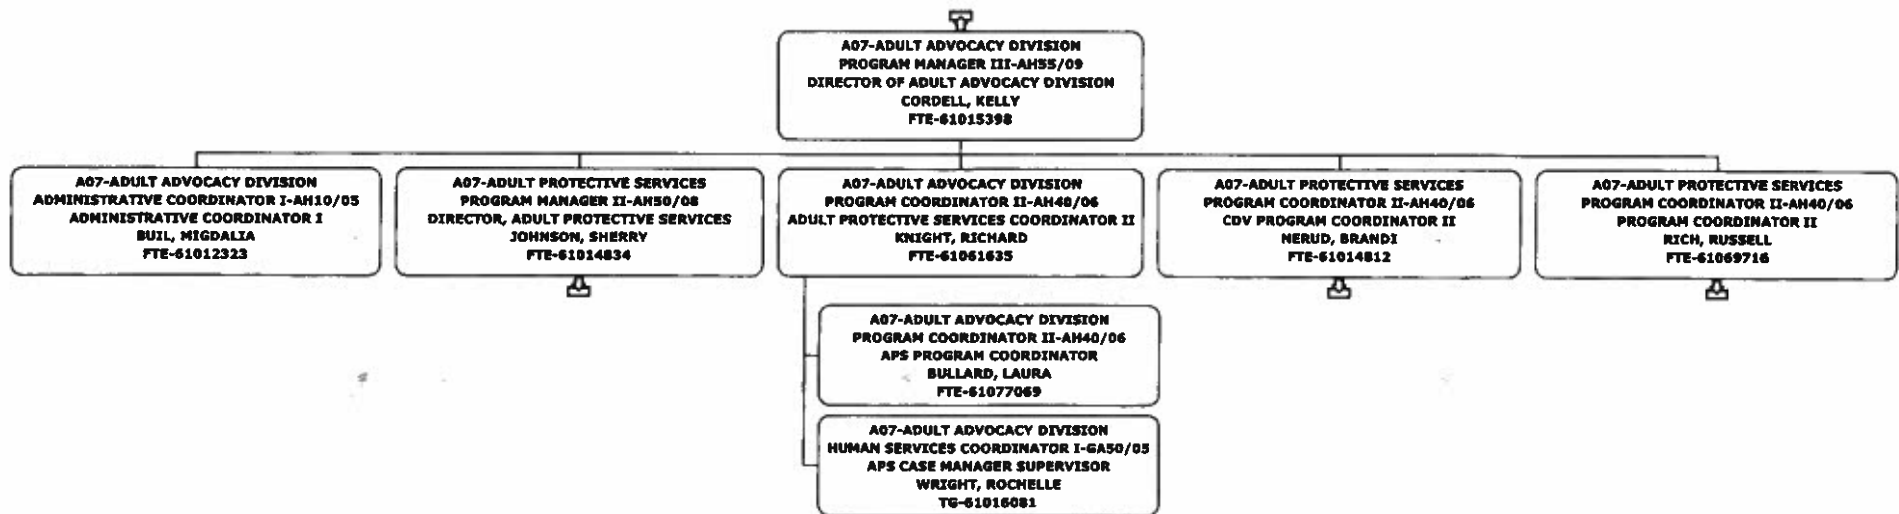 A07-ADULT ADVOCACY DIVISION
PROGRAM MANAGER III-AH55/09
DIRECTOR OF ADULT ADVOCACY DIVISION
CORDELL, KELLY
FTE-61015398
A07-ADULT ADVOCACY DIVISION
ADMINISTRATIVE COORDINATOR I-AH10/05
ADMINISTRATIVE COORDINATOR I
BUIL, MIGDALIA
FTE-61012323
A07-ADULT PROTECTIVE SERVICES
PROGRAM MANAGER II-AH50/08
DIRECTOR, ADULT PROTECTIVE SERVICES
JOHNSON, SHERRY
FTE-61014834
A07-ADULT ADVOCACY DIVISION
PROGRAM COORDINATOR II-AH40/06
ADULT PROTECTIVE SERVICES COORDINATOR II
KNIGHT, RICHARD
FTE-61061635
A07-ADULT PROTECTIVE SERVICES
PROGRAM COORDINATOR II-AH40/06
CDV PROGRAM COORDINATOR II
NERUD, BRANDI
FTE-61014812
A07-ADULT PROTECTIVE SERVICES
PROGRAM COORDINATOR II-AH40/06
PROGRAM COORDINATOR II
RICH, RUSSELL
FTE-61069716
A07-ADULT ADVOCACY DIVISION
PROGRAM COORDINATOR II-AH40/06
APS PROGRAM COORDINATOR
BULLARD, LAURA
FTE-61077069
A07-ADULT ADVOCACY DIVISION
HUMAN SERVICES COORDINATOR I-GA50/05
APS CASE MANAGER SUPERVISOR
WRIGHT, ROCHELLE
TG-61016081